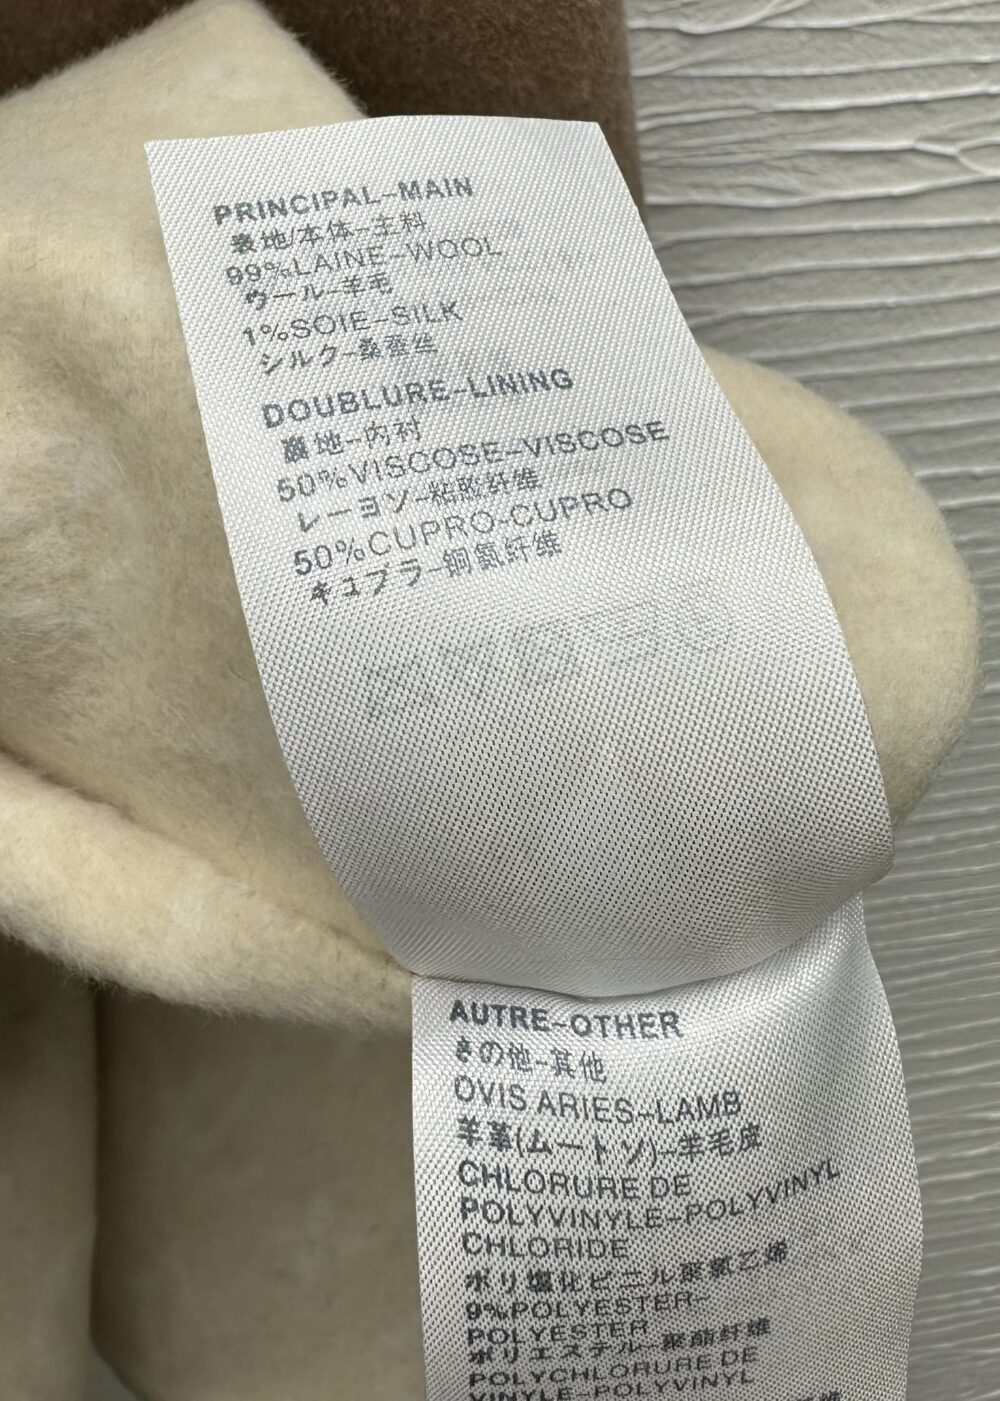 PRINCIPAL-MAIN
表地/本体-主料
99%LAINE-WOOL
ウール-羊毛
1%SOIE-SILK
シルク-桑蚕丝
DOUBLURE-LINING
裏地-内衬
50%VISCOSE-VISCOSE
レーヨン-粘胶纤维
50%CUPRO-CUPRO
キュプラ-铜氨纤维
AUTRE-OTHER
きの他-其他
OVIS ARIES-LAMB
羊革(ムートソ)-羊毛皮
CHLORURE DE
POLYVINYLE-POLYVINYL
CHLORIDE
ポリ塩化ビニル聚氯乙烯
9%POLYESTER-
POLYESTER
ポリエステル-聚酯纤维
POLYCHLORURE DE
VINYLE-POLYVINYL